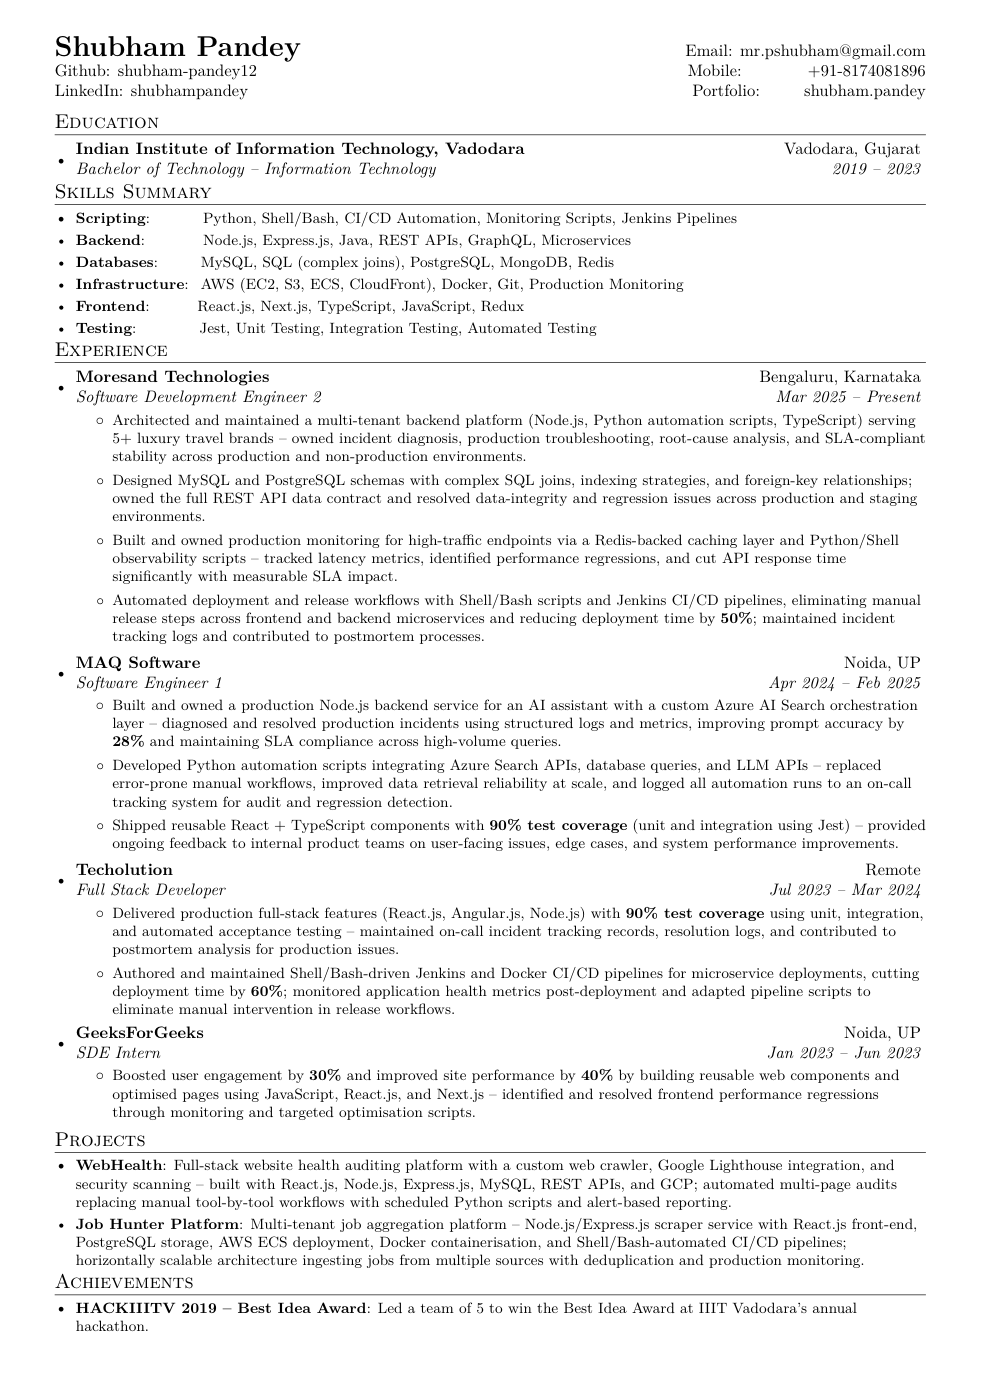 Shubham Pandey
Github: shubham-pandey12
LinkedIn: shubhampandey
Email: mr.pshubham@gmail.com
Mobile: +91-8174081896
Portfolio: shubham.pandey
Education
• Indian Institute of Information Technology, Vadodara Vadodara, Gujarat
Bachelor of Technology – Information Technology 2019 – 2023
Skills Summary
• Scripting: Python, Shell/Bash, CI/CD Automation, Monitoring Scripts, Jenkins Pipelines
• Backend: Node.js, Express.js, Java, REST APIs, GraphQL, Microservices
• Databases: MySQL, SQL (complex joins), PostgreSQL, MongoDB, Redis
• Infrastructure: AWS (EC2, S3, ECS, CloudFront), Docker, Git, Production Monitoring
• Frontend: React.js, Next.js, TypeScript, JavaScript, Redux
• Testing: Jest, Unit Testing, Integration Testing, Automated Testing
Experience
• Moresand Technologies Bengaluru, Karnataka
Software Development Engineer 2 Mar 2025 – Present
◦ Architected and maintained a multi-tenant backend platform (Node.js, Python automation scripts, TypeScript) serving
5+ luxury travel brands – owned incident diagnosis, production troubleshooting, root-cause analysis, and SLA-compliant
stability across production and non-production environments.
◦ Designed MySQL and PostgreSQL schemas with complex SQL joins, indexing strategies, and foreign-key relationships;
owned the full REST API data contract and resolved data-integrity and regression issues across production and staging
environments.
◦ Built and owned production monitoring for high-traffic endpoints via a Redis-backed caching layer and Python/Shell
observability scripts – tracked latency metrics, identified performance regressions, and cut API response time
significantly with measurable SLA impact.
◦ Automated deployment and release workflows with Shell/Bash scripts and Jenkins CI/CD pipelines, eliminating manual
release steps across frontend and backend microservices and reducing deployment time by 50%; maintained incident
tracking logs and contributed to postmortem processes.
• MAQ Software Noida, UP
Software Engineer 1 Apr 2024 – Feb 2025
◦ Built and owned a production Node.js backend service for an AI assistant with a custom Azure AI Search orchestration
layer – diagnosed and resolved production incidents using structured logs and metrics, improving prompt accuracy by
28% and maintaining SLA compliance across high-volume queries.
◦ Developed Python automation scripts integrating Azure Search APIs, database queries, and LLM APIs – replaced
error-prone manual workflows, improved data retrieval reliability at scale, and logged all automation runs to an on-call
tracking system for audit and regression detection.
◦ Shipped reusable React + TypeScript components with 90% test coverage (unit and integration using Jest) – provided
ongoing feedback to internal product teams on user-facing issues, edge cases, and system performance improvements.
• Techolution Remote
Full Stack Developer Jul 2023 – Mar 2024
◦ Delivered production full-stack features (React.js, Angular.js, Node.js) with 90% test coverage using unit, integration,
and automated acceptance testing – maintained on-call incident tracking records, resolution logs, and contributed to
postmortem analysis for production issues.
◦ Authored and maintained Shell/Bash-driven Jenkins and Docker CI/CD pipelines for microservice deployments, cutting
deployment time by 60%; monitored application health metrics post-deployment and adapted pipeline scripts to
eliminate manual intervention in release workflows.
• GeeksForGeeks Noida, UP
SDE Intern Jan 2023 – Jun 2023
◦ Boosted user engagement by 30% and improved site performance by 40% by building reusable web components and
optimised pages using JavaScript, React.js, and Next.js – identified and resolved frontend performance regressions
through monitoring and targeted optimisation scripts.
Projects
• WebHealth: Full-stack website health auditing platform with a custom web crawler, Google Lighthouse integration, and
security scanning – built with React.js, Node.js, Express.js, MySQL, REST APIs, and GCP; automated multi-page audits
replacing manual tool-by-tool workflows with scheduled Python scripts and alert-based reporting.
• Job Hunter Platform: Multi-tenant job aggregation platform – Node.js/Express.js scraper service with React.js front-end,
PostgreSQL storage, AWS ECS deployment, Docker containerisation, and Shell/Bash-automated CI/CD pipelines;
horizontally scalable architecture ingesting jobs from multiple sources with deduplication and production monitoring.
Achievements
• HACKIIITV 2019 – Best Idea Award: Led a team of 5 to win the Best Idea Award at IIIT Vadodara's annual
hackathon.